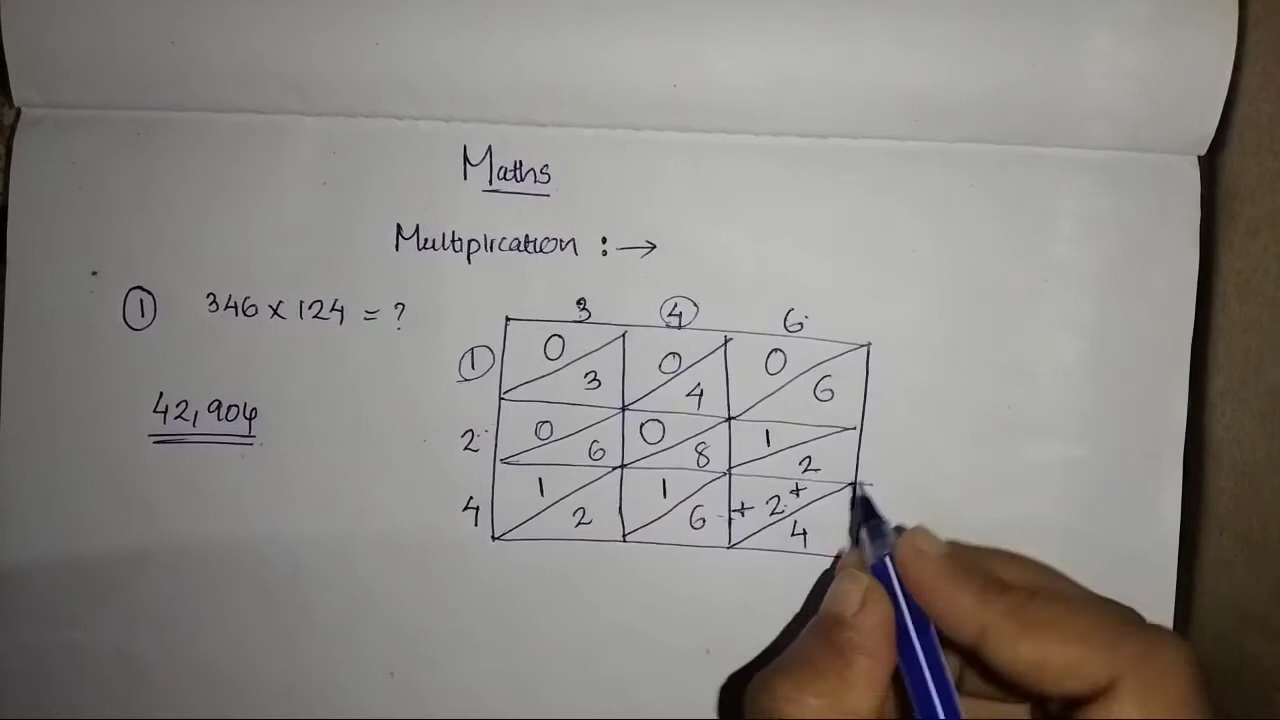 Maths
Multiplication :→
① 346 x 124 = ?
42,904
3 ④ 6
① 0 3 0 4 0 6
2 0 6 0 8 1 2
4 1 2 1 6 + 2 + 4